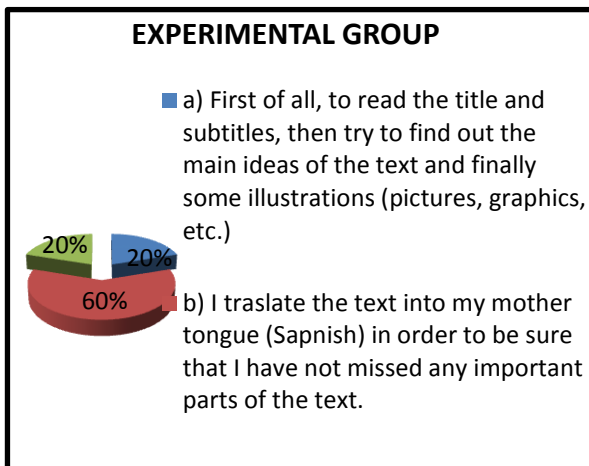 EXPERIMENTAL GROUP
a) First of all, to read the title and
subtitles, then try to find out the
main ideas of the text and finally
some illustrations (pictures, graphics,
etc.)
20%
20%
60%
b) I traslate the text into my mother
tongue (Sapnish) in order to be sure
that I have not missed any important
parts of the text.